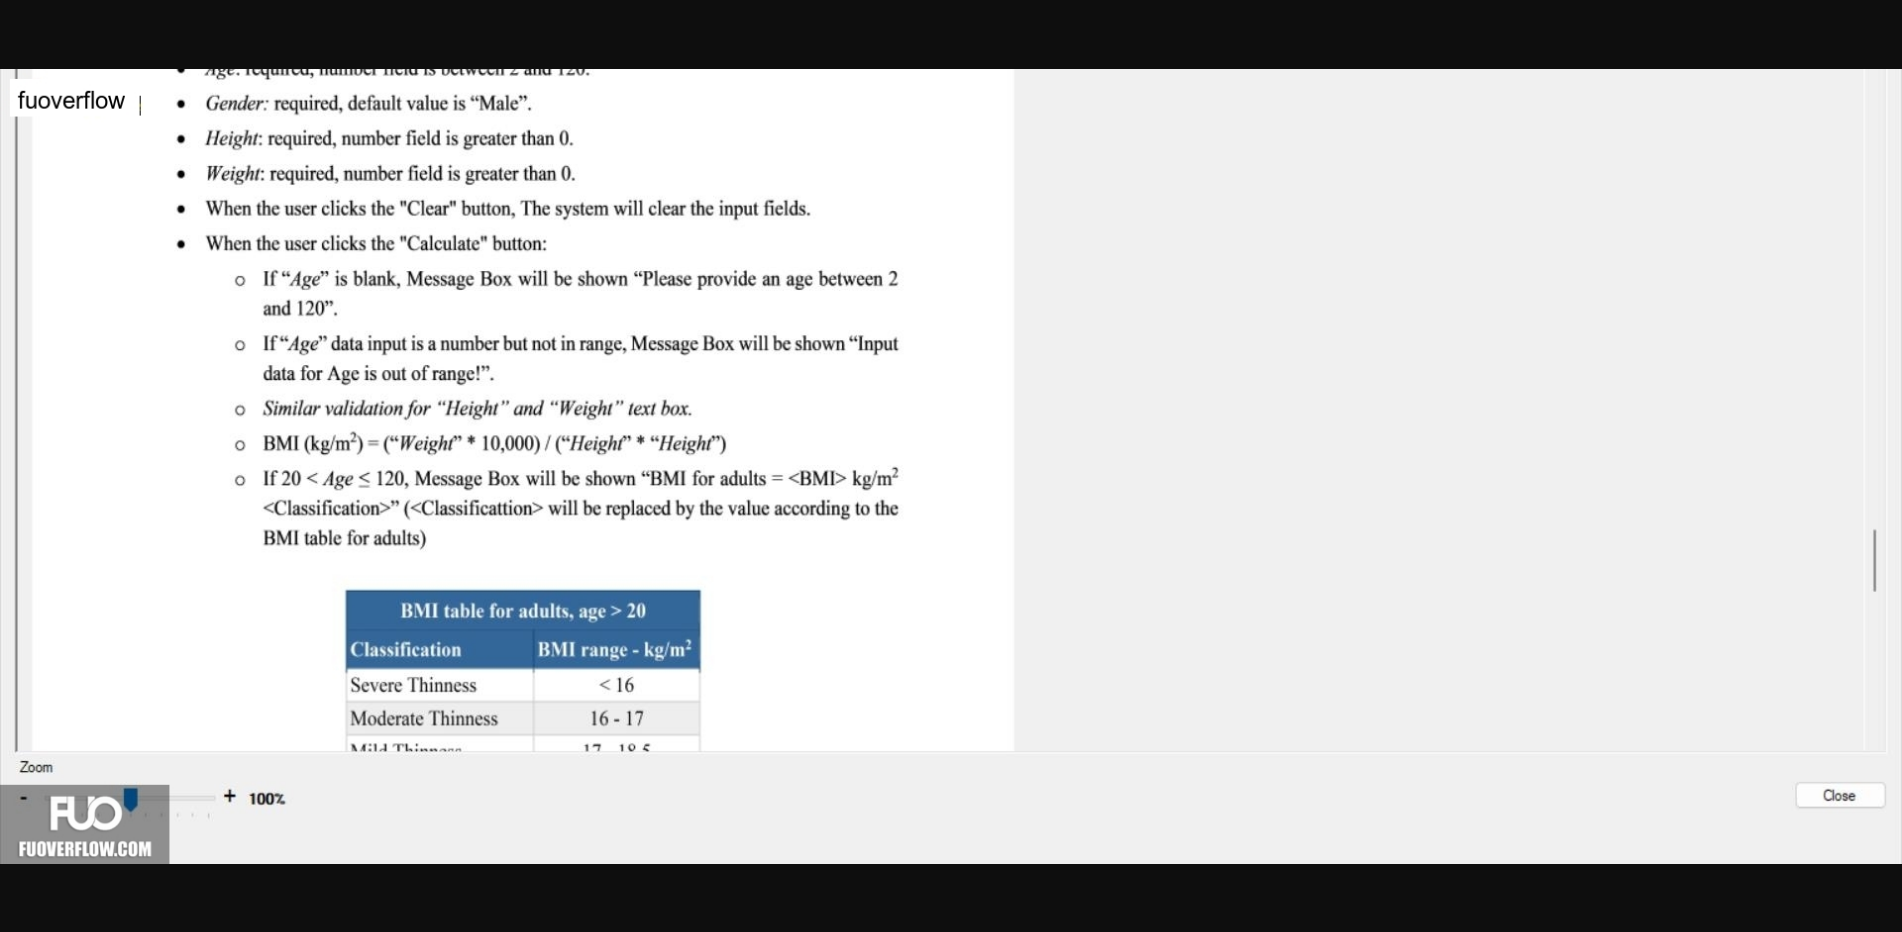 Age: required, number field is between 2 and 120.
fuoverflow
• Gender: required, default value is “Male”.
• Height: required, number field is greater than 0.
• Weight: required, number field is greater than 0.
• When the user clicks the "Clear" button, The system will clear the input fields.
• When the user clicks the "Calculate" button:
o If “Age” is blank, Message Box will be shown “Please provide an age between 2
and 120”.
o If “Age” data input is a number but not in range, Message Box will be shown “Input
data for Age is out of range!”.
o Similar validation for “Height” and “Weight” text box.
o BMI (kg/m²) = (“Weight” * 10,000) / (“Height” * “Height”)
o If 20 < Age ≤ 120, Message Box will be shown “BMI for adults = <BMI> kg/m²
<Classification>” (<Classificattion> will be replaced by the value according to the
BMI table for adults)
BMI table for adults, age > 20
Classification BMI range - kg/m²
Severe Thinness < 16
Moderate Thinness 16 - 17
Mild Thinness 17 18.5
Zoom
- + 100%
Close
FUO
FUOVERFLOW.COM